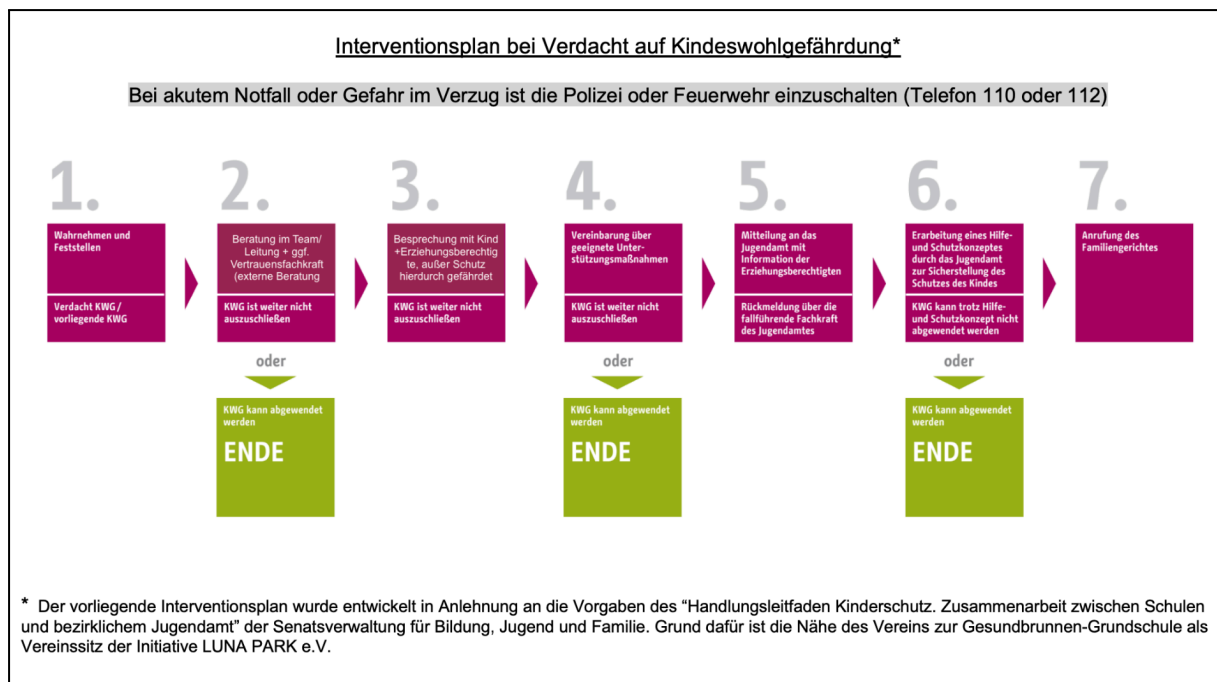 Interventionsplan bei Verdacht auf Kindeswohlgefährdung*
Bei akutem Notfall oder Gefahr im Verzug ist die Polizei oder Feuerwehr einzuschalten (Telefon 110 oder 112)
1.
Wahrnehmen und
Feststellen
Verdacht KWG /
vorliegende KWG
2.
Beratung im Team/
Leitung + ggf.
Vertrauensfachkraft
(externe Beratung
KWG ist weiter nicht
auszuschließen
oder
KWG kann abgewendet
werden
ENDE
3.
Besprechung mit Kind
+Erziehungsberechtig
te, außer Schutz
hierdurch gefährdet
KWG ist weiter nicht
auszuschließen
4.
Vereinbarung über
geeignete Unter-
stützungsmaßnahmen
KWG ist weiter nicht
auszuschließen
oder
KWG kann abgewendet
werden
ENDE
5.
Mitteilung an das
Jugendamt mit
Information der
Erziehungsberechtigten
Rückmeldung über die
fallführende Fachkraft
des Jugendamtes
6.
Erarbeitung eines Hilfe-
und Schutzkonzeptes
durch das Jugendamt
zur Sicherstellung des
Schutzes des Kindes
KWG kann trotz Hilfe-
und Schutzkonzept nicht
abgewendet werden
oder
KWG kann abgewendet
werden
ENDE
7.
Anrufung des
Familiengerichtes
* Der vorliegende Interventionsplan wurde entwickelt in Anlehnung an die Vorgaben des “Handlungsleitfaden Kinderschutz. Zusammenarbeit zwischen Schulen
und bezirklichem Jugendamt” der Senatsverwaltung für Bildung, Jugend und Familie. Grund dafür ist die Nähe des Vereins zur Gesundbrunnen-Grundschule als
Vereinssitz der Initiative LUNA PARK e.V.